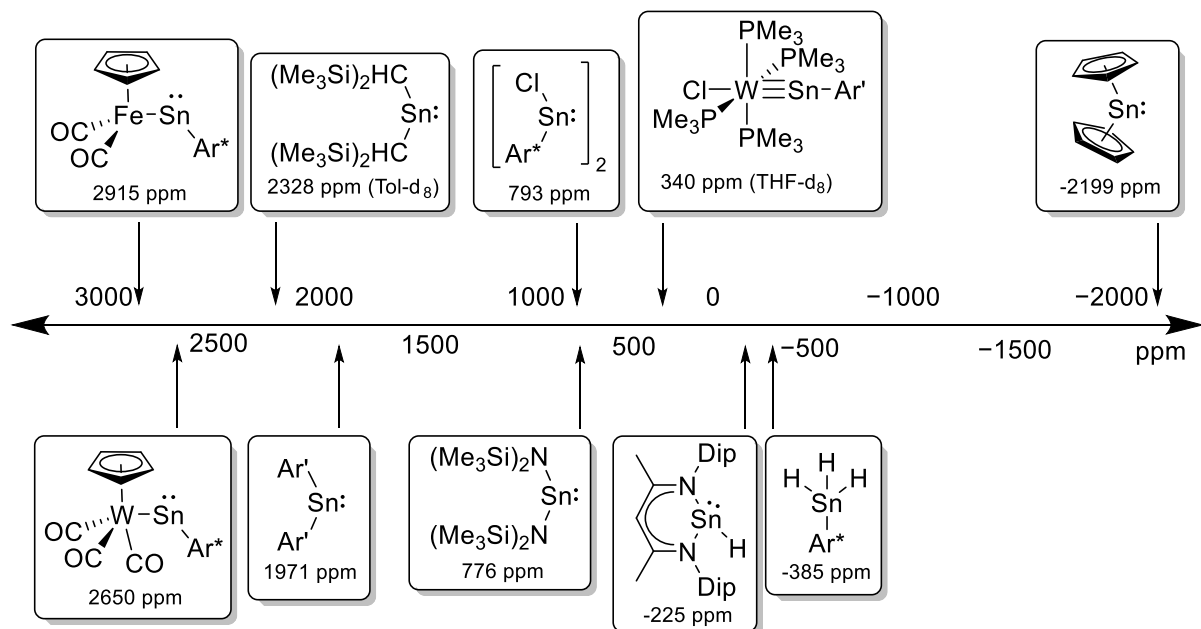 Fe
Sn
OC
OC
Ar*
2915 ppm
(Me3Si)2HC
Sn:
(Me3Si)2HC
2328 ppm (Tol-d8)
Cl
Sn:
Ar*
2
793 ppm
PMe3
PMe3
Cl W Sn Ar'
Me3P
PMe3
340 ppm (THF-d8)
Sn:
-2199 ppm
3000 2000 1000 0 −1000 −2000
2500 1500 500 −500 −1500 ppm
W Sn
OC
OC
CO
Ar*
2650 ppm
Ar'
Sn:
Ar'
1971 ppm
(Me3Si)2N
Sn:
(Me3Si)2N
776 ppm
Dip
N
Sn
H
N
Dip
-225 ppm
H
H H
Sn
Ar*
-385 ppm